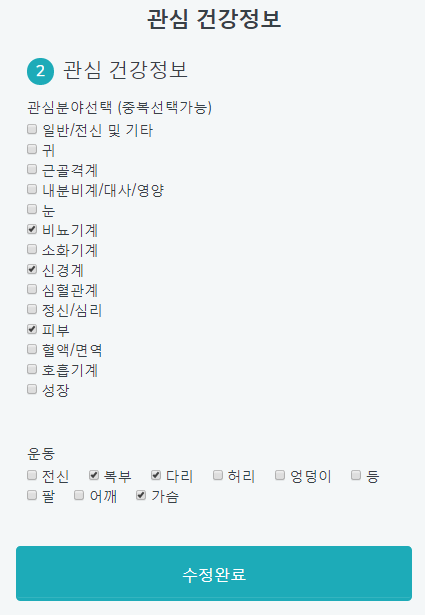 관심 건강정보
2 관심 건강정보
관심분야선택 (중복선택가능)
일반/전신 및 기타
귀
근골격계
내분비계/대사/영양
눈
비뇨기계
소화기계
신경계
심혈관계
정신/심리
피부
혈액/면역
호흡기계
성장
운동
전신 복부 다리 허리 엉덩이 등
팔 어깨 가슴
수정완료